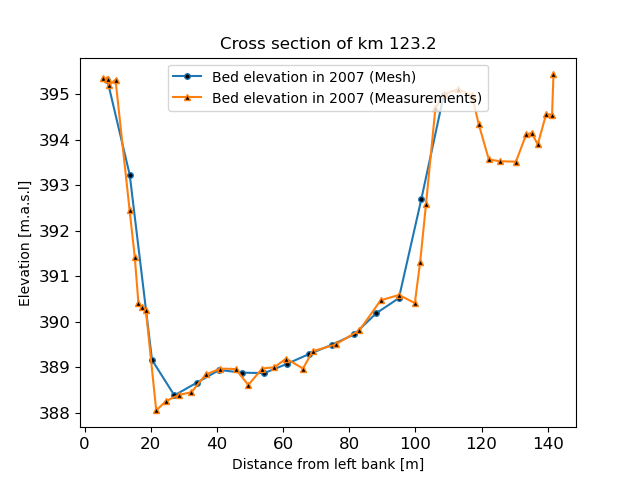 Cross section of km 123.2
Bed elevation in 2007 (Mesh)
Bed elevation in 2007 (Measurements)
Elevation [m.a.s.l]
395
394
393
392
391
390
389
388
0 20 40 60 80 100 120 140
Distance from left bank [m]